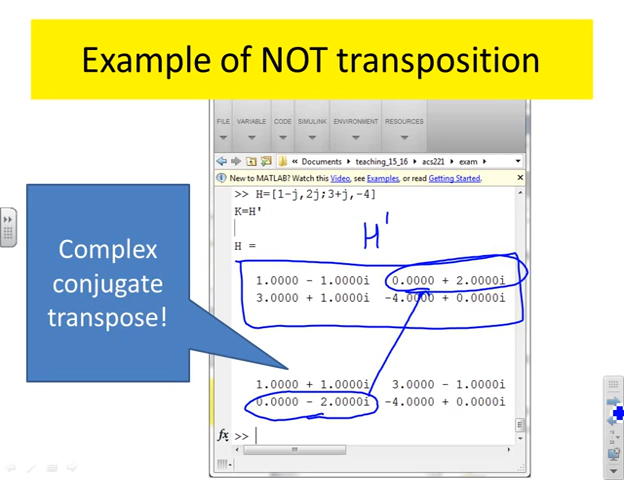 Example of NOT transposition
FILE VARIABLE CODE SIMULINK ENVIRONMENT RESOURCES
« Documents ▸ teaching_15_16 ▸ acs221 ▸ exam ▸
New to MATLAB? Watch this Video, see Examples, or read Getting Started.
>> H=[1-j,2j;3+j,-4]
K=H'
H'
H =
1.0000 - 1.0000i 0.0000 + 2.0000i
3.0000 + 1.0000i -4.0000 + 0.0000i
Complex
conjugate
transpose!
1.0000 + 1.0000i 3.0000 - 1.0000i
0.0000 - 2.0000i -4.0000 + 0.0000i
fx >>